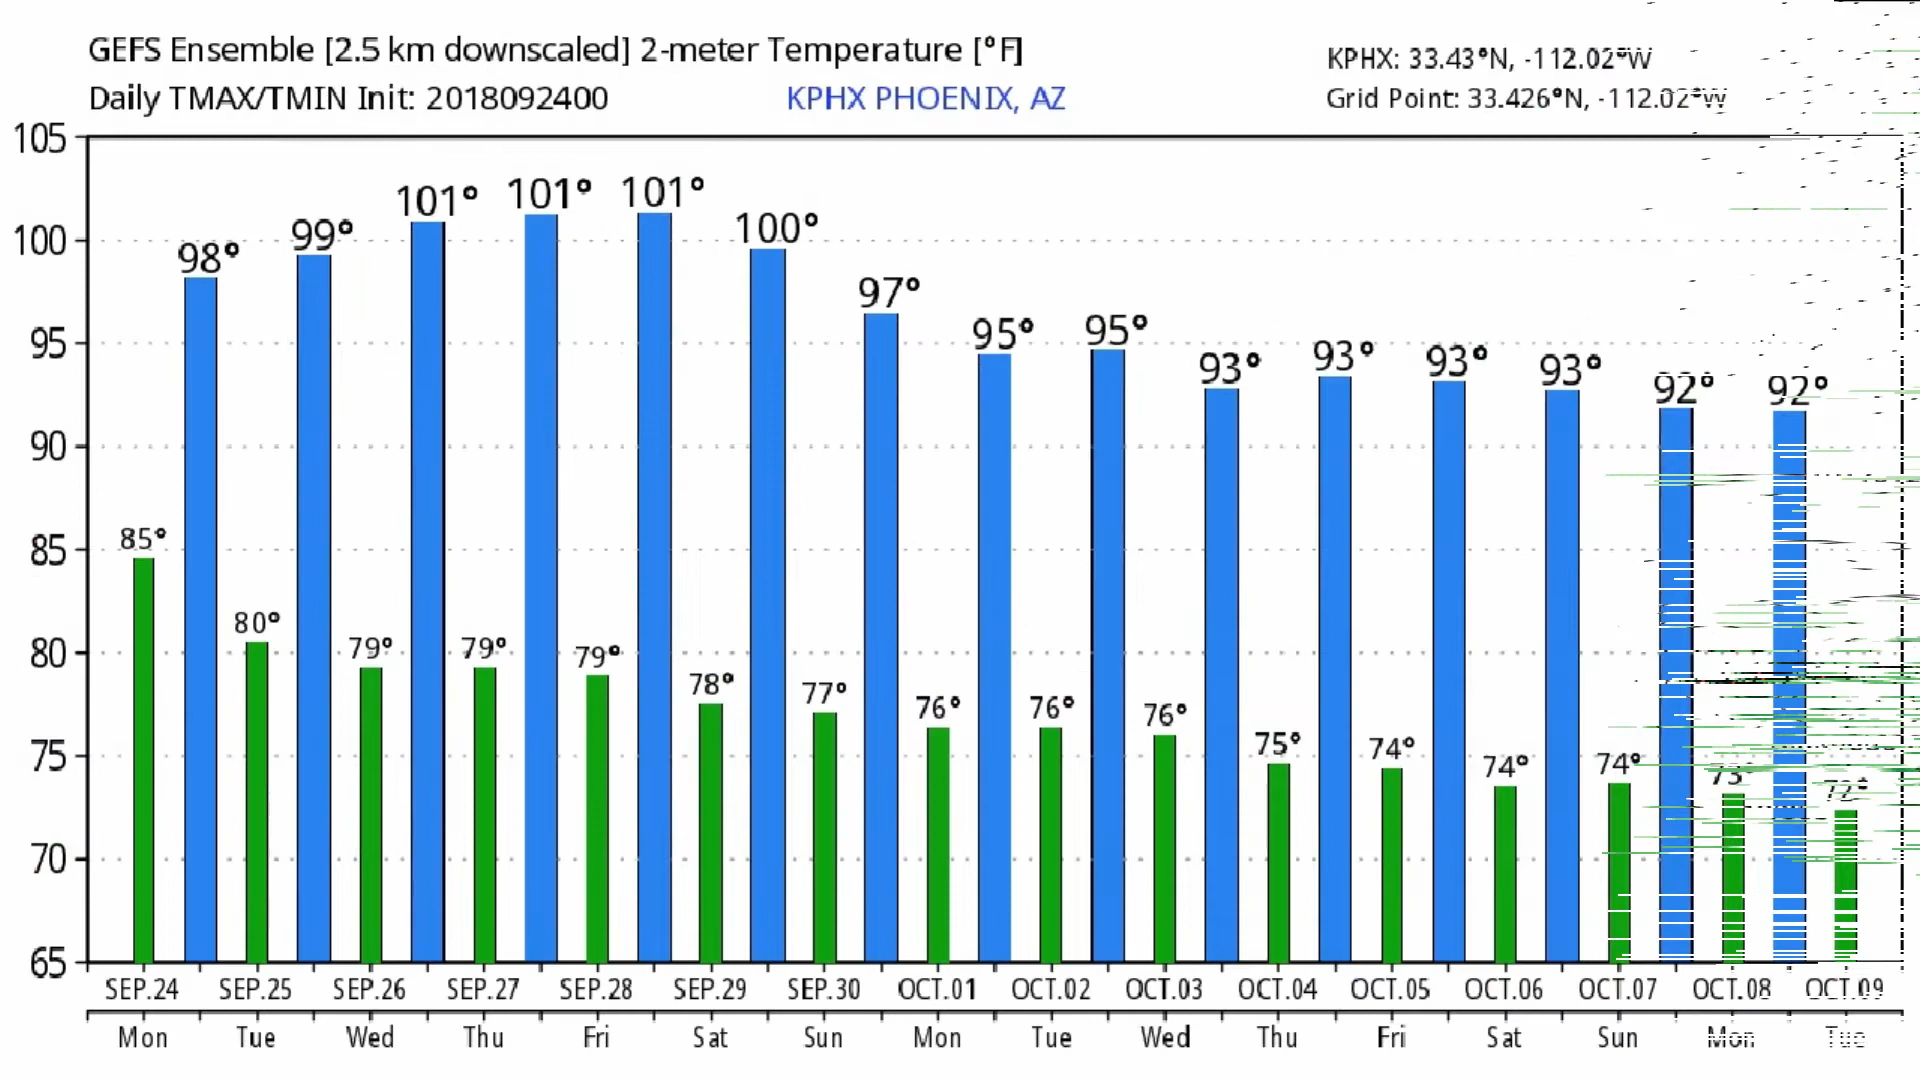 GEFS Ensemble [2.5 km downscaled] 2-meter Temperature [°F]
Daily TMAX/TMIN Init: 2018092400 KPHX PHOENIX, AZ
KPHX: 33.43°N, -112.02°W
Grid Point: 33.426°N, -112.02°W
105
100
95
90
85
80
75
70
65
98° 99° 101° 101° 101° 100° 97° 95° 95° 93° 93° 93° 93° 92° 92°
85° 80° 79° 79° 79° 78° 77° 76° 76° 76° 75° 74° 74° 74° 73° 72°
SEP.24 SEP.25 SEP.26 SEP.27 SEP.28 SEP.29 SEP.30 OCT.01 OCT.02 OCT.03 OCT.04 OCT.05 OCT.06 OCT.07 OCT.08 OCT.09
Mon Tue Wed Thu Fri Sat Sun Mon Tue Wed Thu Fri Sat Sun Mon Tue